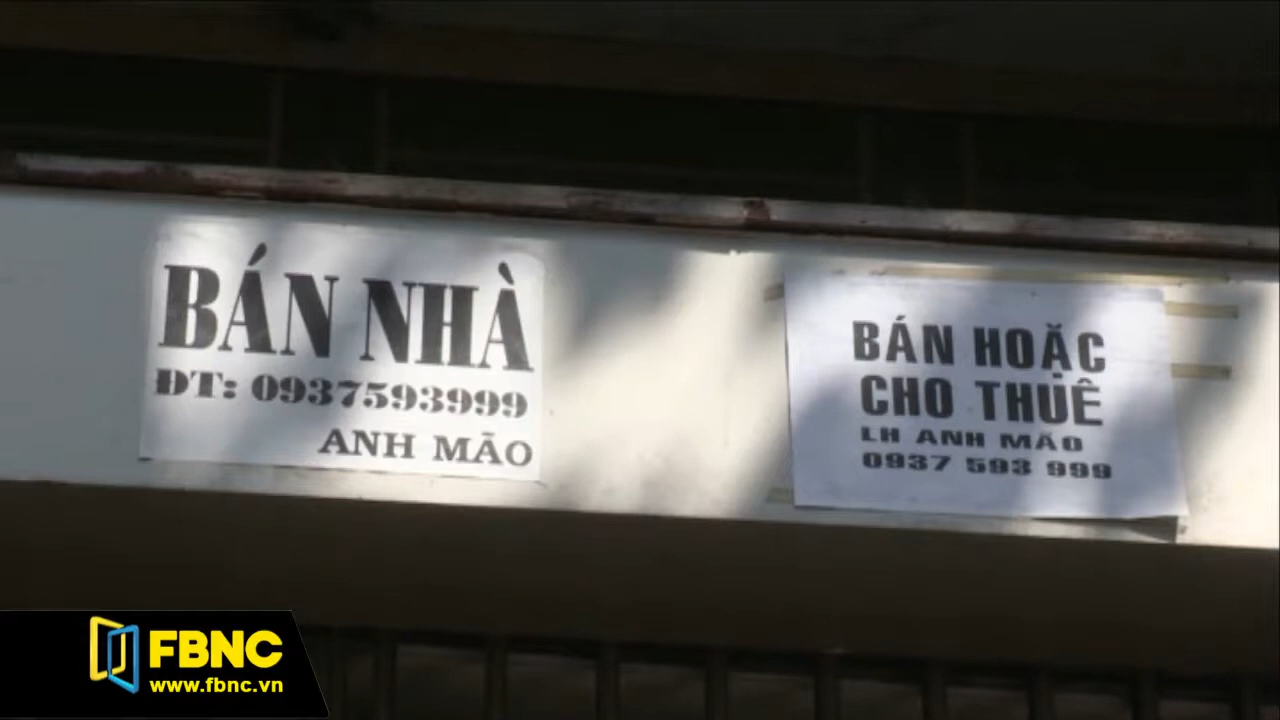 BÁN NHÀ
ĐT: 0937593999
ANH MÃO
BÁN HOẶC
CHO THUÊ
LH ANH MÃO
0937 593 999
FBNC
www.fbnc.vn